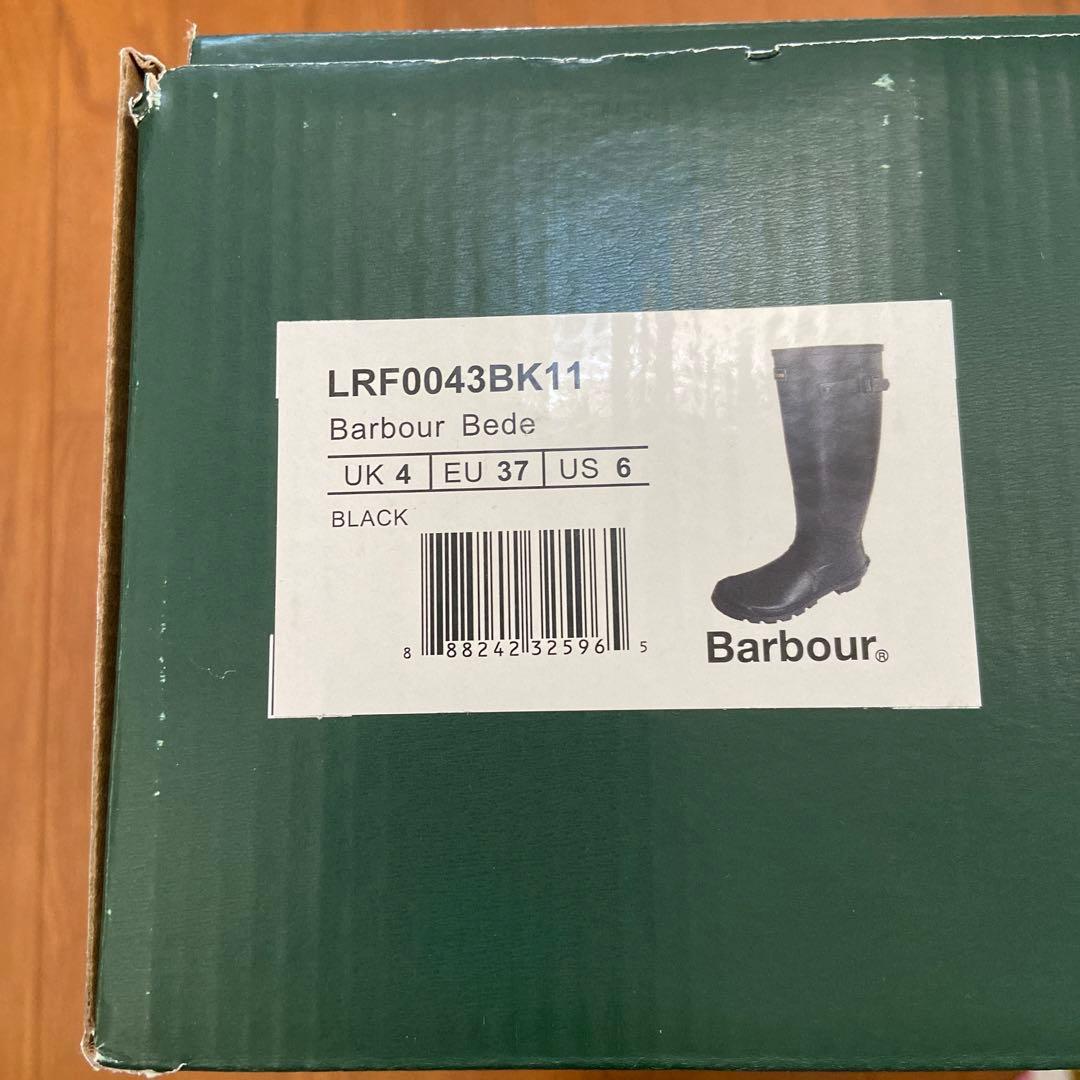 LRF0043BK11
Barbour Bede
UK 4 EU 37 US 6
BLACK
8 88242 32596 5
Barbour®